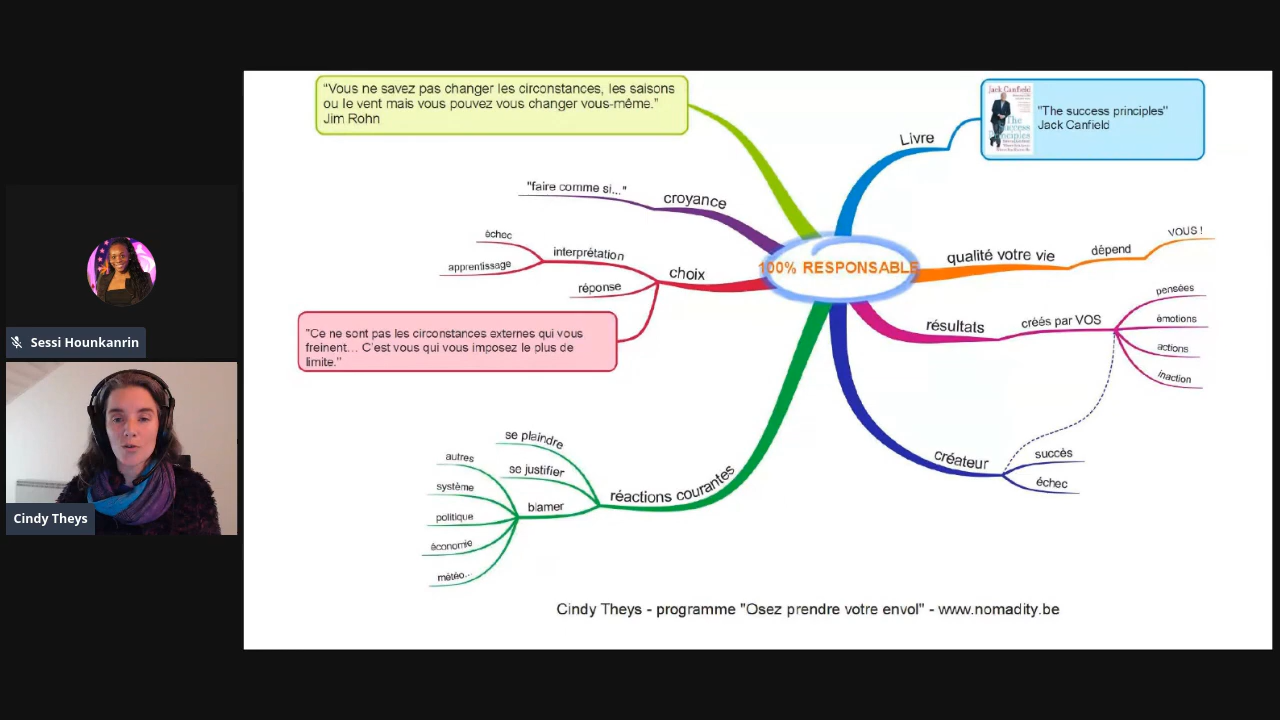 "Vous ne savez pas changer les circonstances, les saisons
ou le vent mais vous pouvez vous changer vous-même."
Jim Rohn
Jack Canfield
The
Success
Principles
"The success principles"
Jack Canfield
Livre
"faire comme si..."
croyance
échec
apprentissage
interprétation
réponse
choix
100% RESPONSABLE
qualité votre vie
dépend
VOUS !
résultats
créés par VOS
pensées
émotions
actions
inaction
"Ce ne sont pas les circonstances externes qui vous
freinent... C'est vous qui vous imposez le plus de
limite."
créateur
succès
échec
réactions courantes
se plaindre
se justifier
blamer
autres
système
politique
économie
météo...
Cindy Theys - programme "Osez prendre votre envol" - www.nomadity.be
Sessi Hounkanrin
Cindy Theys